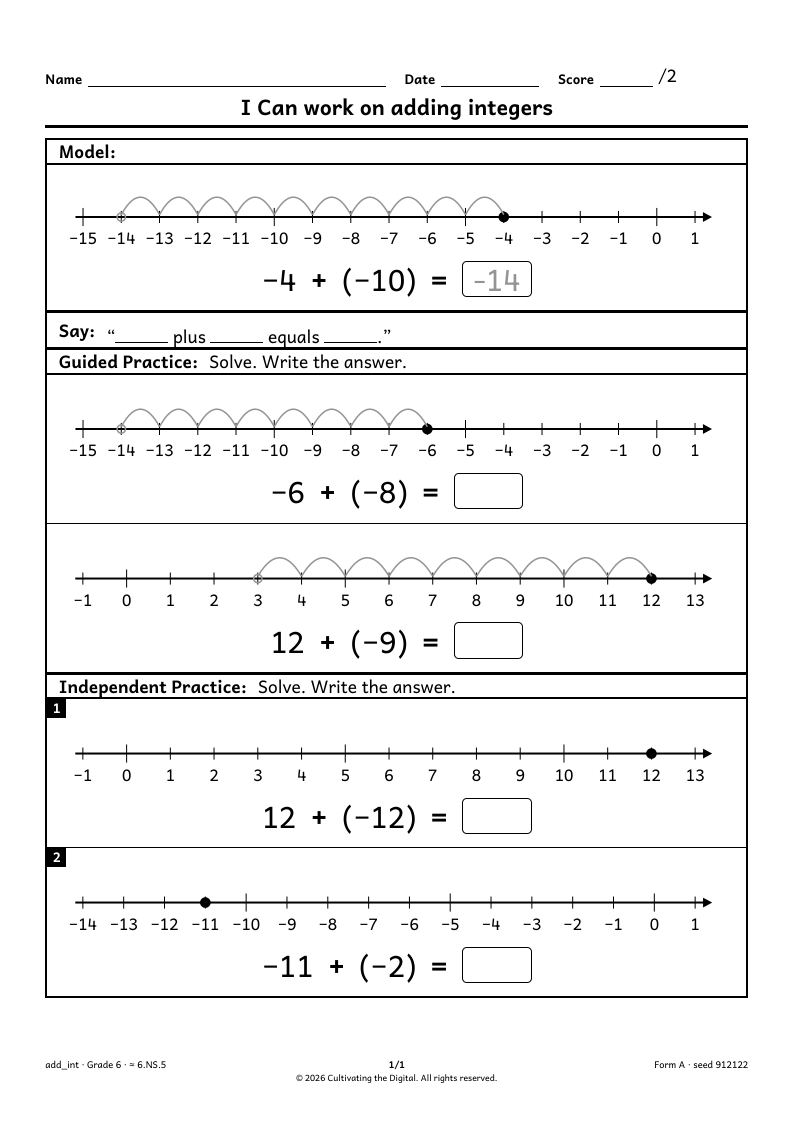 Name Date Score /2
I Can work on adding integers
Model:
−15 −14 −13 −12 −11 −10 −9 −8 −7 −6 −5 −4 −3 −2 −1 0 1
−4 + (−10) = −14
Say: “_____ plus _____ equals _____.”
Guided Practice: Solve. Write the answer.
−15 −14 −13 −12 −11 −10 −9 −8 −7 −6 −5 −4 −3 −2 −1 0 1
−6 + (−8) =
−1 0 1 2 3 4 5 6 7 8 9 10 11 12 13
12 + (−9) =
Independent Practice: Solve. Write the answer.
1
−1 0 1 2 3 4 5 6 7 8 9 10 11 12 13
12 + (−12) =
2
−14 −13 −12 −11 −10 −9 −8 −7 −6 −5 −4 −3 −2 −1 0 1
−11 + (−2) =
add_int · Grade 6 · ≈ 6.NS.5 1/1 Form A · seed 912122
© 2026 Cultivating the Digital. All rights reserved.